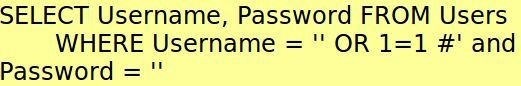 SELECT Username, Password FROM Users
WHERE Username = '' OR 1=1 #' and
Password = ''